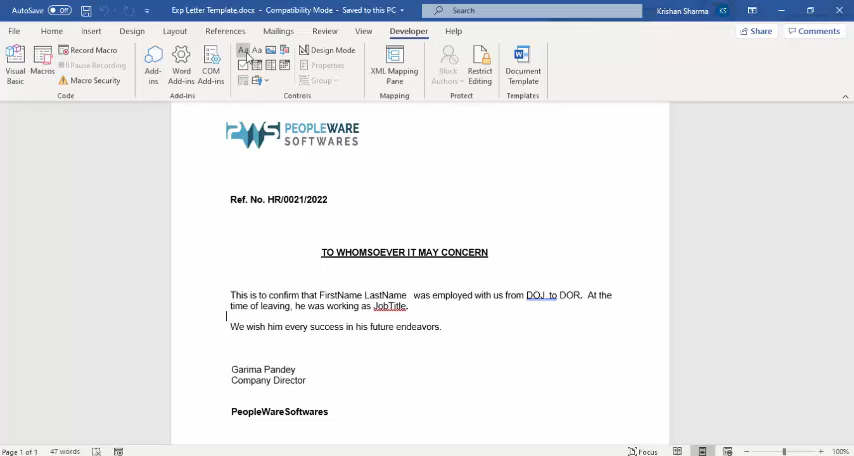 AutoSave Off Exp Letter Template.docx - Compatibility Mode - Saved to this PC Search Krishan Sharma KS
File Home Insert Design Layout References Mailings Review View Developer Help Share Comments
Visual Basic
Macros
Record Macro
Pause Recording
Macro Security
Code
Add-ins
Word Add-ins
COM Add-ins
Add-ins
Aa Aa
Design Mode
Properties
Group
Controls
XML Mapping Pane
Mapping
Block Authors
Restrict Editing
Protect
Document Template
Templates
PWS PEOPLEWARE
SOFTWARES
Ref. No. HR/0021/2022
TO WHOMSOEVER IT MAY CONCERN
This is to confirm that FirstName LastName was employed with us from DOJ to DOR. At the
time of leaving, he was working as JobTitle.
We wish him every success in his future endeavors.
Garima Pandey
Company Director
PeopleWareSoftwares
Page 1 of 1 47 words Focus 100%